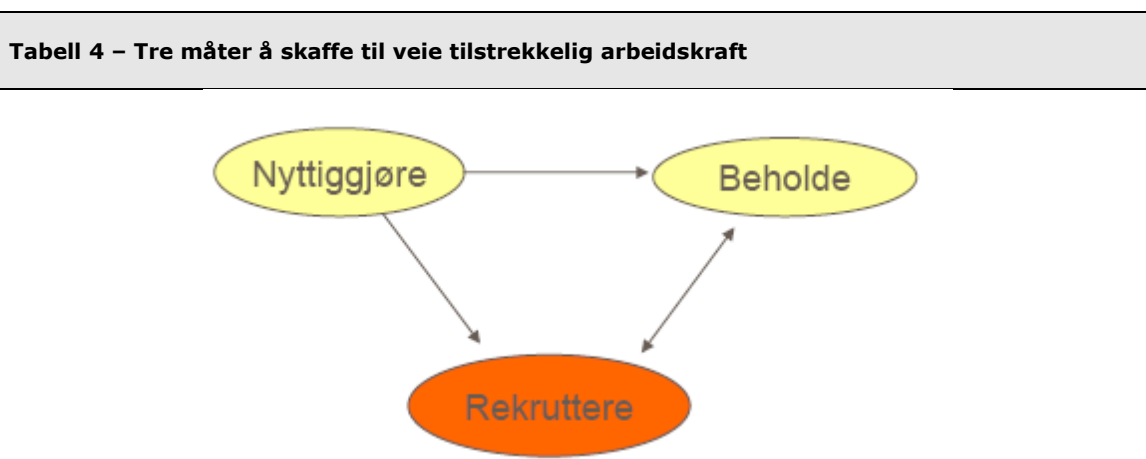 Tabell 4 – Tre måter å skaffe til veie tilstrekkelig arbeidskraft
Nyttiggjøre
Beholde
Rekruttere